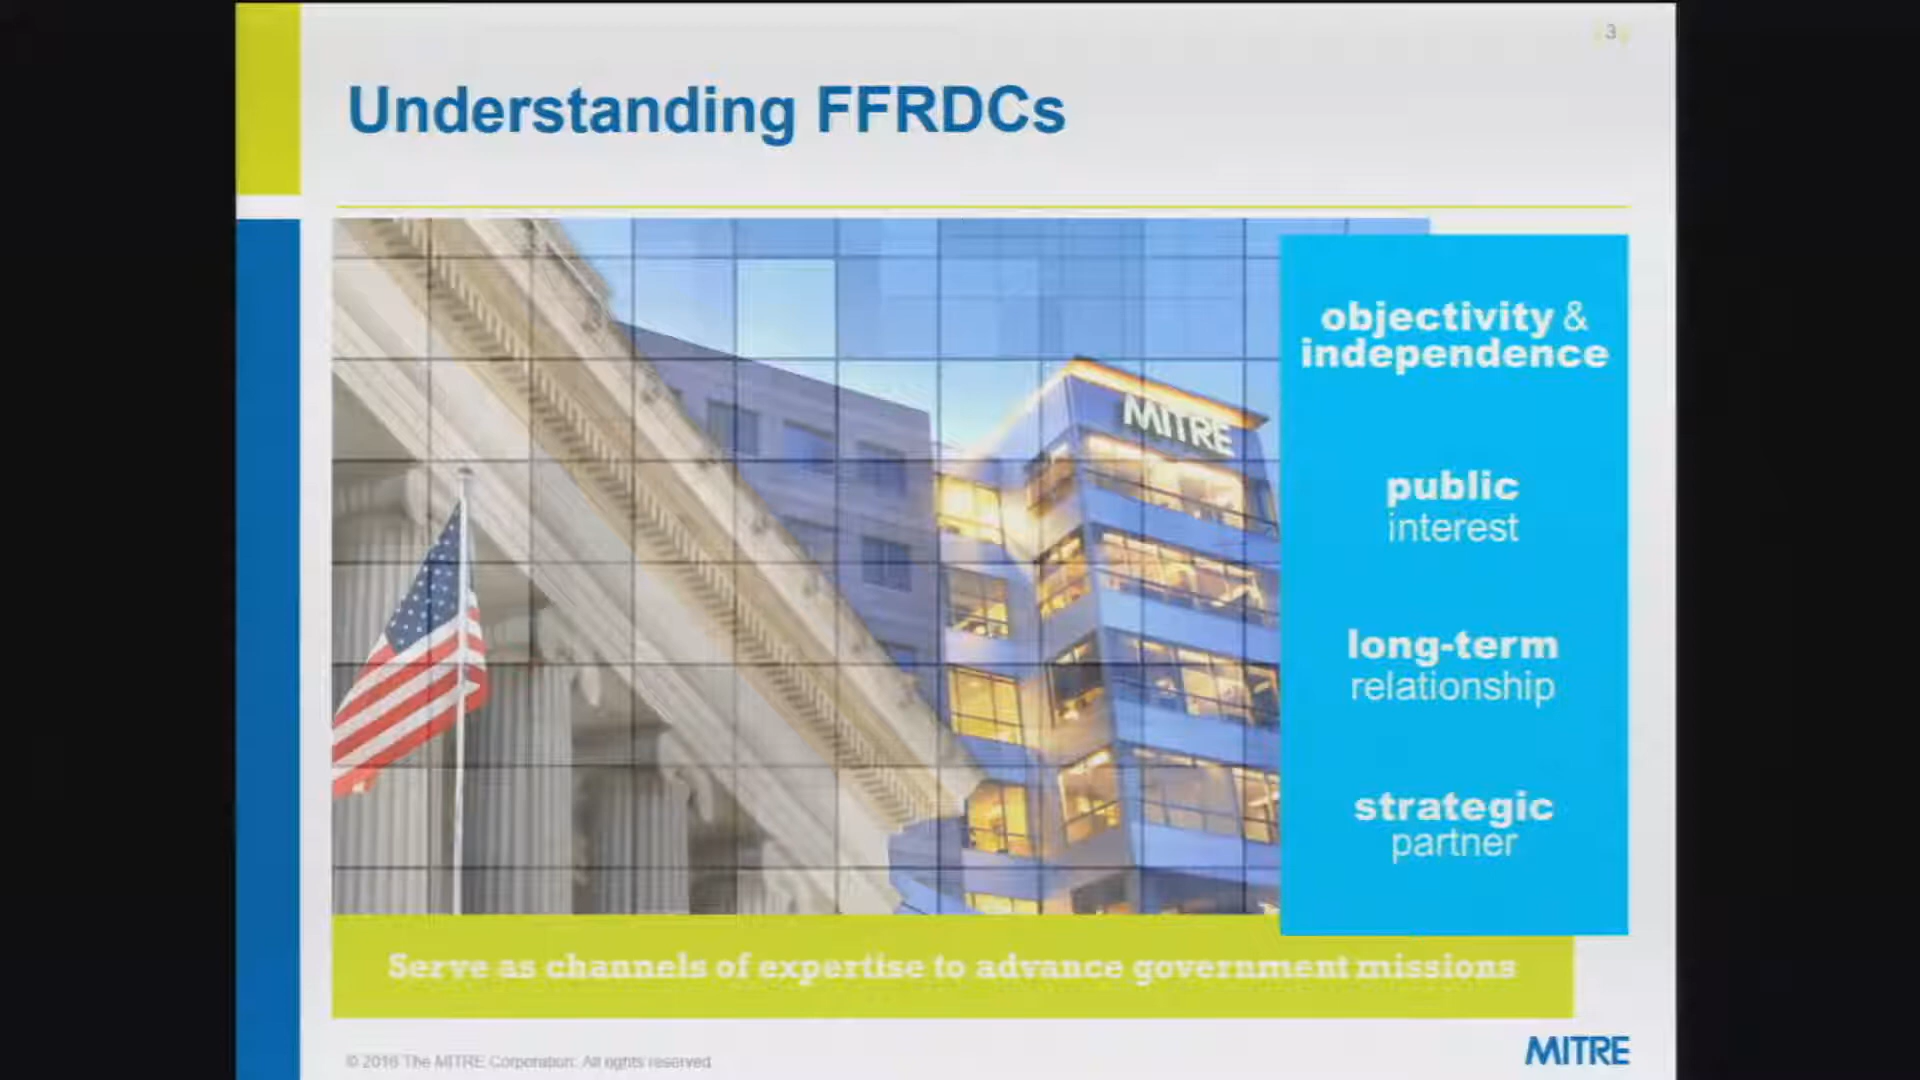 3
Understanding FFRDCs
MITRE
objectivity &
independence
public
interest
long-term
relationship
strategic
partner
Serve as channels of expertise to advance government missions
© 2016 The MITRE Corporation. All rights reserved
MITRE